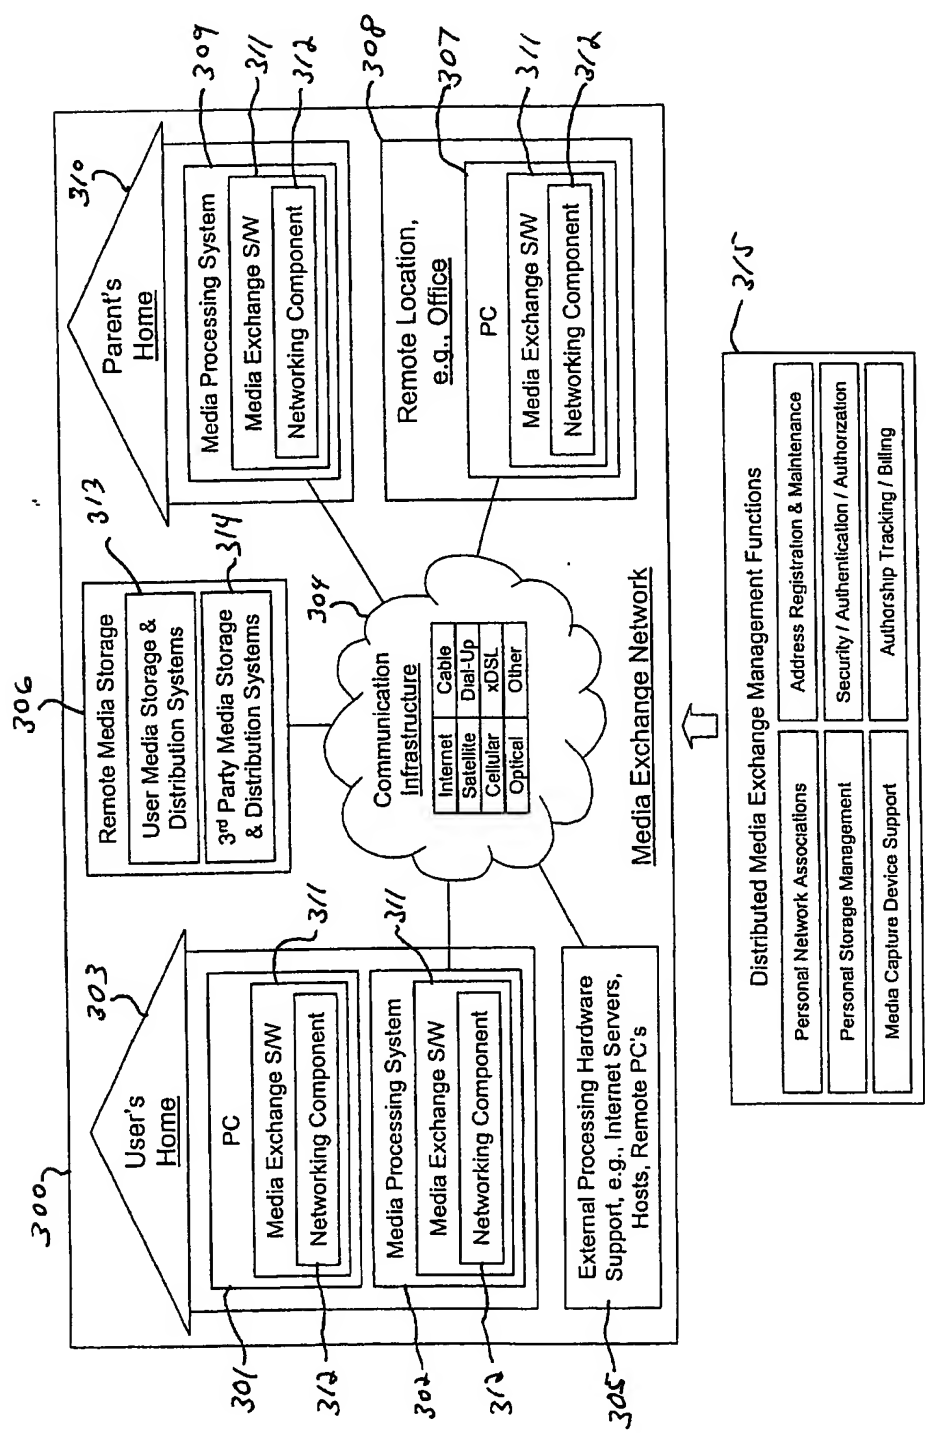 300
303
User's
Home
PC
Media Exchange S/W
Networking Component
311
301
312
Media Processing System
Media Exchange S/W
Networking Component
311
302
312
External Processing Hardware
Support, e.g., Internet Servers,
Hosts, Remote PC's
305
306
Remote Media Storage
313
User Media Storage &
Distribution Systems
314
3rd Party Media Storage
& Distribution Systems
304
Communication
Infrastructure
Internet Cable
Satellite Dial-Up
Cellular xDSL
Optical Other
310
Parent's
Home
309
Media Processing System
311
Media Exchange S/W
312
Networking Component
308
Remote Location,
e.g., Office
307
PC
311
Media Exchange S/W
312
Networking Component
Media Exchange Network
315
Distributed Media Exchange Management Functions
Personal Network Associations
Address Registration & Maintenance
Personal Storage Management
Security / Authentication / Authorization
Media Capture Device Support
Authorship Tracking / Billing